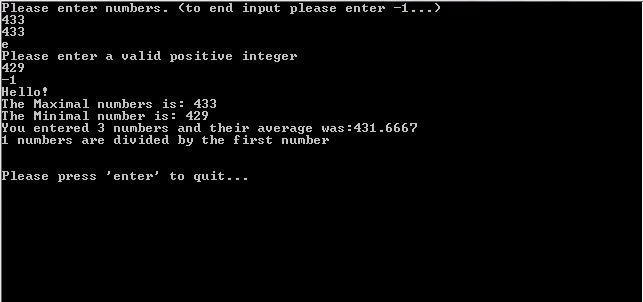 Please enter numbers. (to end input please enter -1...)
433
433
e
Please enter a valid positive integer
429
-1
Hello!
The Maximal numbers is: 433
The Minimal number is: 429
You entered 3 numbers and their average was:431.6667
1 numbers are divided by the first number
Please press 'enter' to quit...